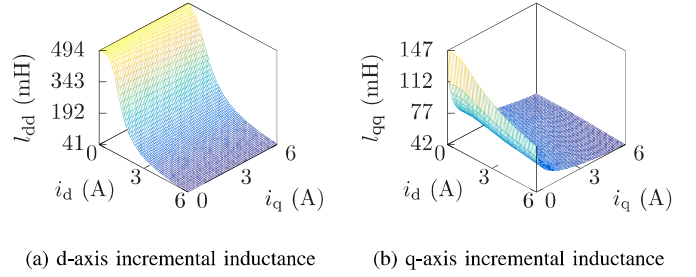 494
343
192
41
l_dd (mH)
0
3
6
i_d (A)
0
3
6
i_q (A)
147
112
77
42
l_qq (mH)
0
3
6
i_d (A)
0
3
6
i_q (A)
(a) d-axis incremental inductance
(b) q-axis incremental inductance